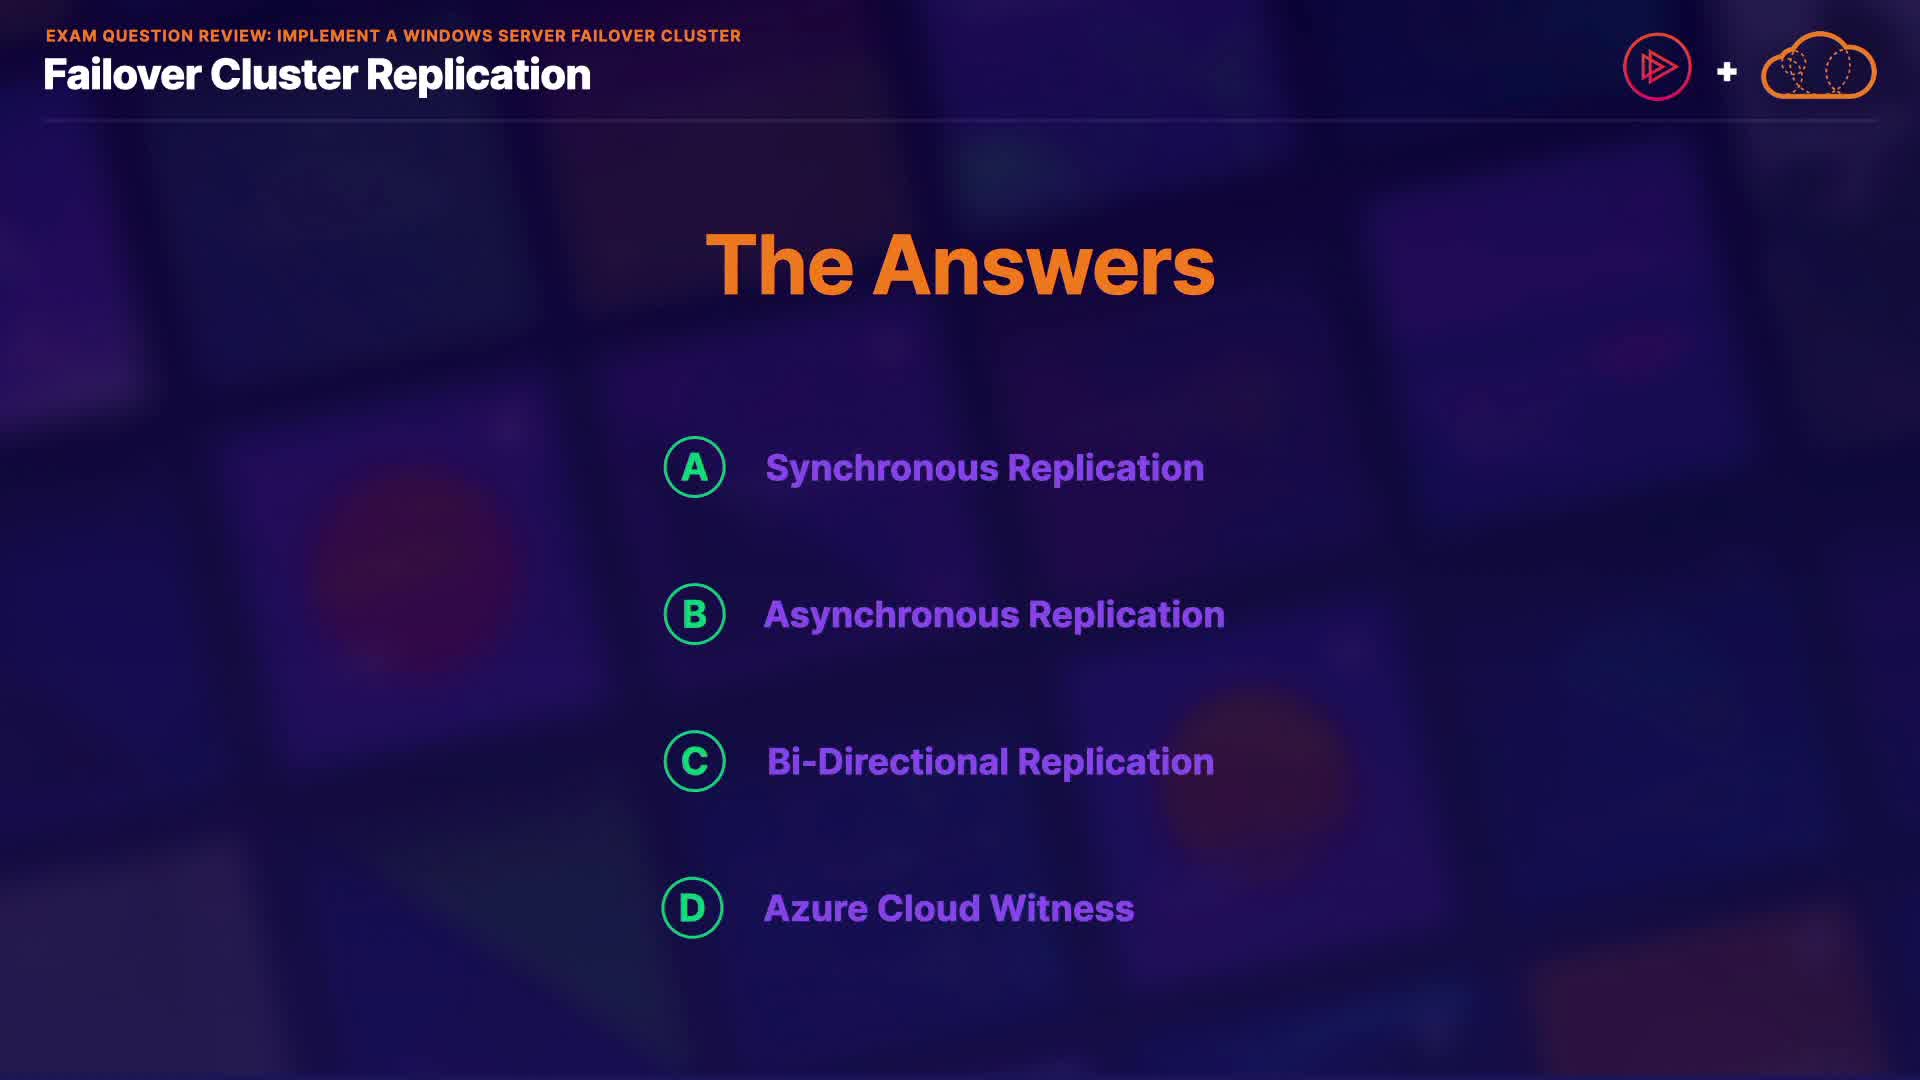 EXAM QUESTION REVIEW: IMPLEMENT A WINDOWS SERVER FAILOVER CLUSTER
Failover Cluster Replication
+
The Answers
A Synchronous Replication
B Asynchronous Replication
C Bi-Directional Replication
D Azure Cloud Witness